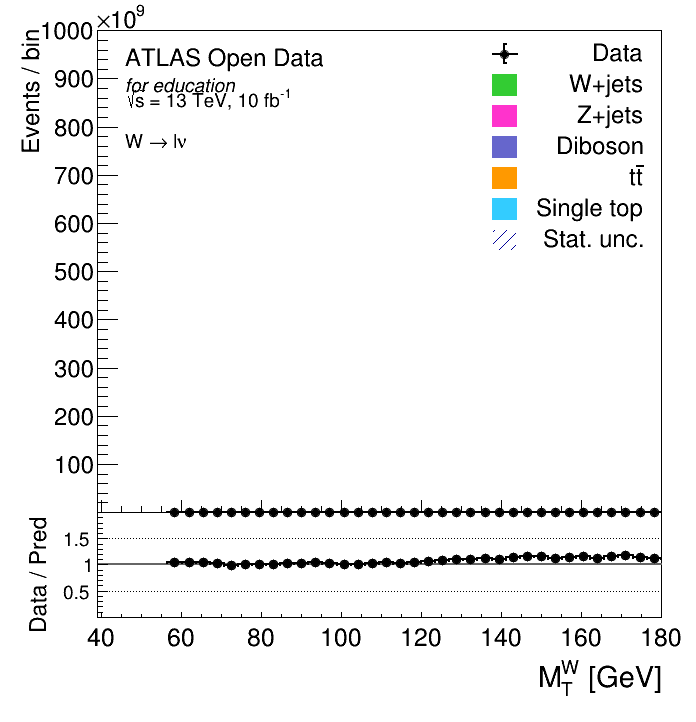 ×10⁹
1000
900
800
700
600
500
400
300
200
100
Events / bin
ATLAS Open Data
for education
√s = 13 TeV, 10 fb⁻¹
W → lν
Data
W+jets
Z+jets
Diboson
tt̄
Single top
Stat. unc.
1.5
1
0.5
Data / Pred
40 60 80 100 120 140 160 180
M_T^W [GeV]